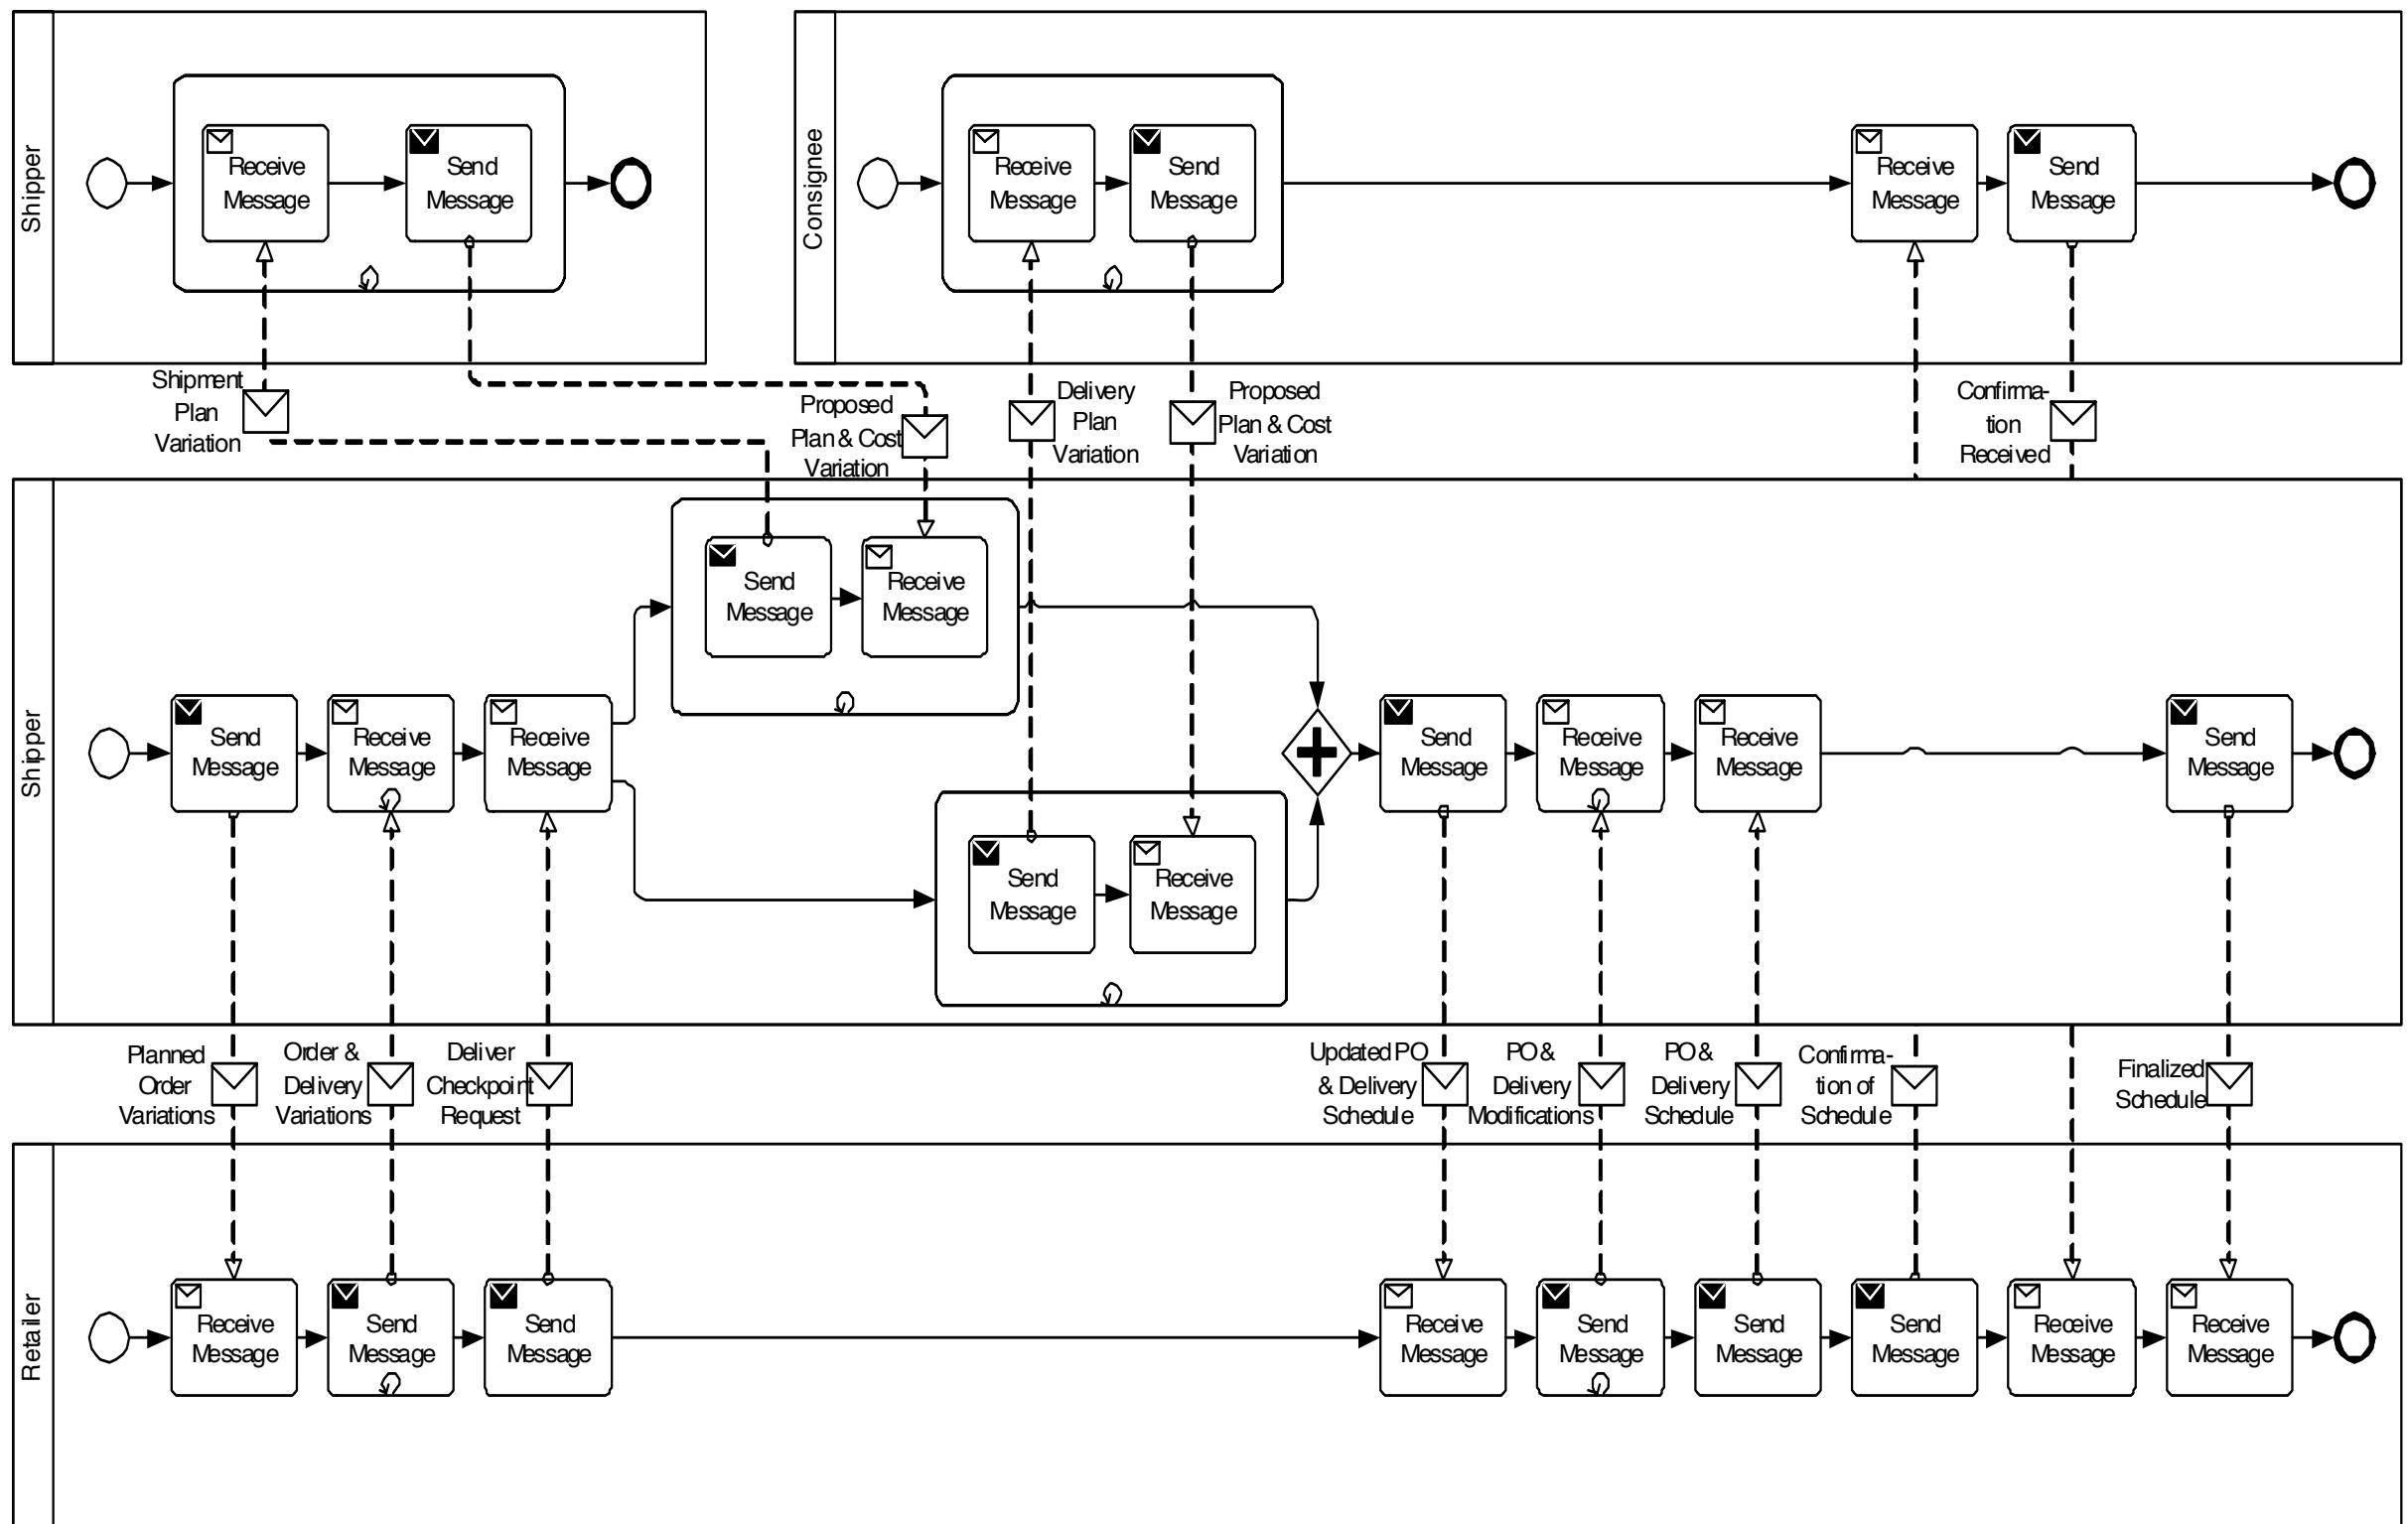 Shipper
Receive
Message
Send
Message
Consignee
Receive
Message
Send
Message
Receive
Message
Send
Message
Shipment
Plan
Variation
Proposed
Plan & Cost
Variation
Delivery
Plan
Variation
Proposed
Plan & Cost
Variation
Confirma-
tion
Received
Shipper
Send
Message
Receive
Message
Send
Message
Receive
Message
Receive
Message
Send
Message
Receive
Message
Send
Message
Receive
Message
Receive
Message
Send
Message
Planned
Order
Variations
Order &
Delivery
Variations
Deliver
Checkpoint
Request
Updated PO
& Delivery
Schedule
PO &
Delivery
Modifications
PO &
Delivery
Schedule
Confirma-
tion of
Schedule
Finalized
Schedule
Retailer
Receive
Message
Send
Message
Send
Message
Receive
Message
Send
Message
Send
Message
Send
Message
Receive
Message
Receive
Message